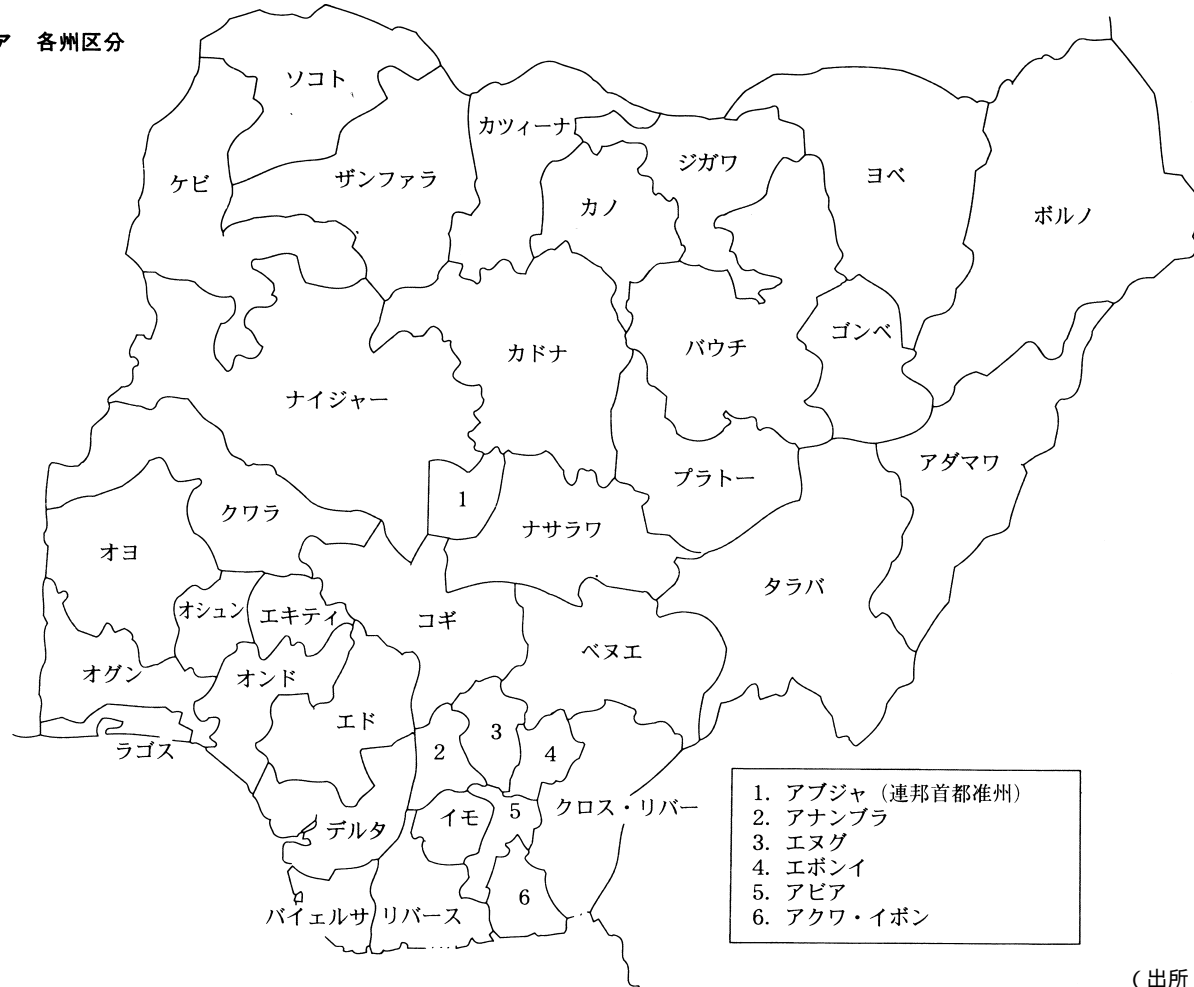 ア 各州区分
ソコト
カツィーナ
ジガワ
ヨベ
ケビ
ザンファラ
カノ
ボルノ
ゴンベ
バウチ
カドナ
ナイジャー
アダマワ
プラトー
1
クワラ
ナサラワ
オヨ
タラバ
オシュン
エキティ
コギ
ベヌエ
オグン
オンド
エド
3
2
4
ラゴス
クロス・リバー
5
イモ
デルタ
6
バイェルサ
リバース
1. アブジャ（連邦首都准州）
2. アナンブラ
3. エヌグ
4. エボンイ
5. アビア
6. アクワ・イボン
(出所